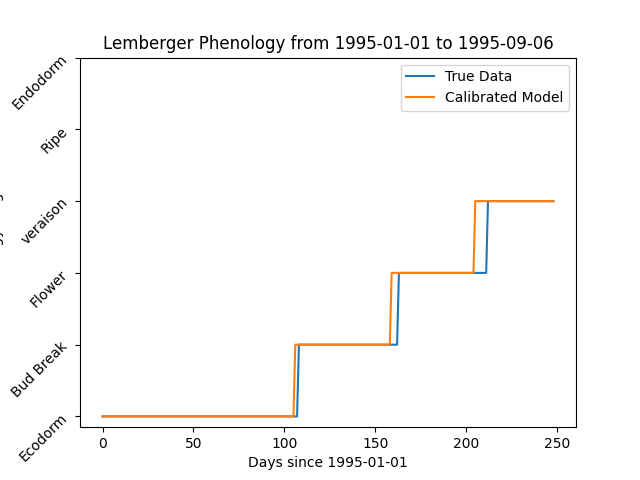 Lemberger Phenology from 1995-01-01 to 1995-09-06
True Data
Calibrated Model
Endodorm
Ripe
veraison
Flower
Bud Break
Ecodorm
0 50 100 150 200 250
Days since 1995-01-01